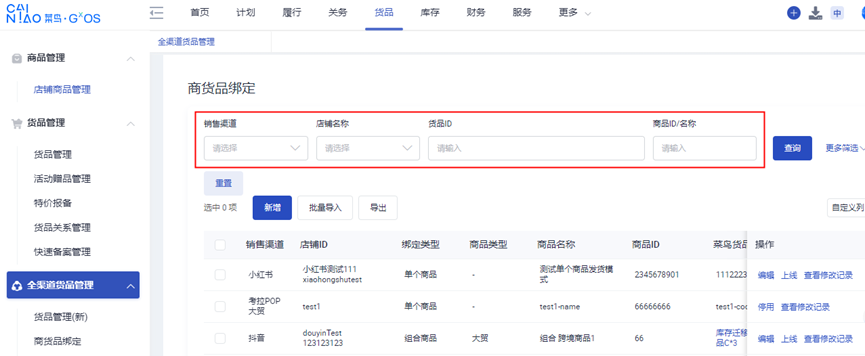 CAI
NIAO 菜鸟·GXOS
首页 计划 履行 关务 货品 库存 财务 服务 更多
中
商品管理
店铺商品管理
货品管理
货品管理
活动赠品管理
特价报备
货品关系管理
快速备案管理
全渠道货品管理
货品管理(新)
商货品绑定
全渠道货品管理
商货品绑定
销售渠道 店铺名称 货品ID 商品ID/名称
请选择 请选择 请输入 请输入 查询 更多筛选
重置
选中 0 项 新增 批量导入 导出 自定义列
销售渠道 店铺ID 绑定类型 商品类型 商品名称 商品ID 菜鸟货品 操作
小红书 小红书测试111
xiaohongshutest 单个商品 - 测试单个商品发货模
式 2345678901 1112223 编辑 上线 查看修改记录
考拉POP
大贸 test1 单个商品 - test1-name 66666666 test1-coo 停用 查看修改记录
抖音 douyinTest
123123123 组合商品 大贸 组合 跨境商品1 66 库存迁移
品C*3 编辑 上线 查看修改记录